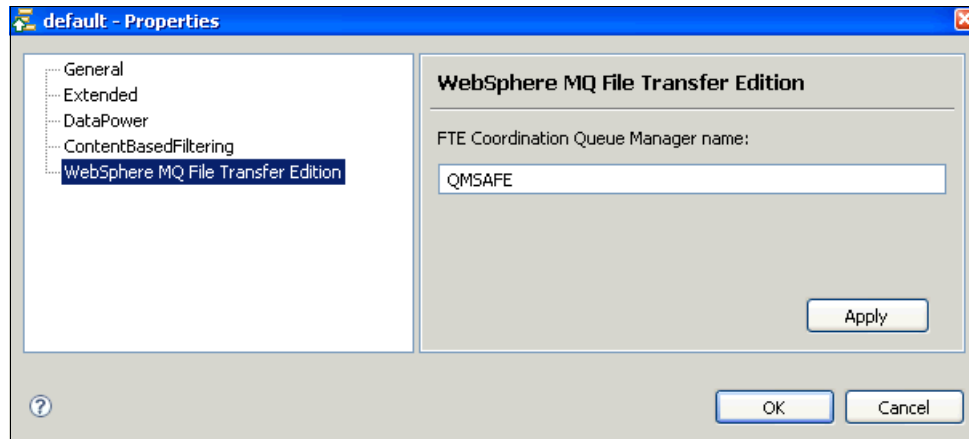 default - Properties
General
Extended
DataPower
ContentBasedFiltering
WebSphere MQ File Transfer Edition
WebSphere MQ File Transfer Edition
FTE Coordination Queue Manager name:
QMSAFE
Apply
?
OK
Cancel